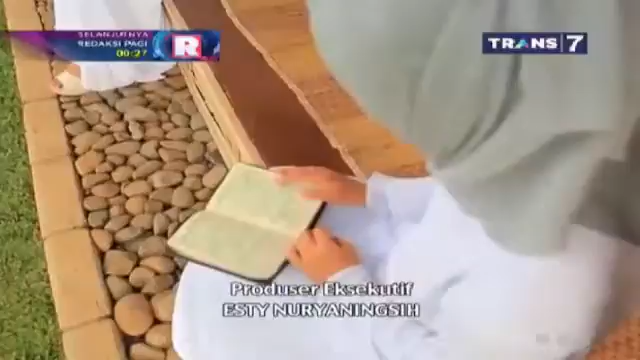 SELANJUTNYA
REDAKSI PAGI
00:27
R
TRANS 7
Produser Eksekutif
ESTY NURYANINGSIH